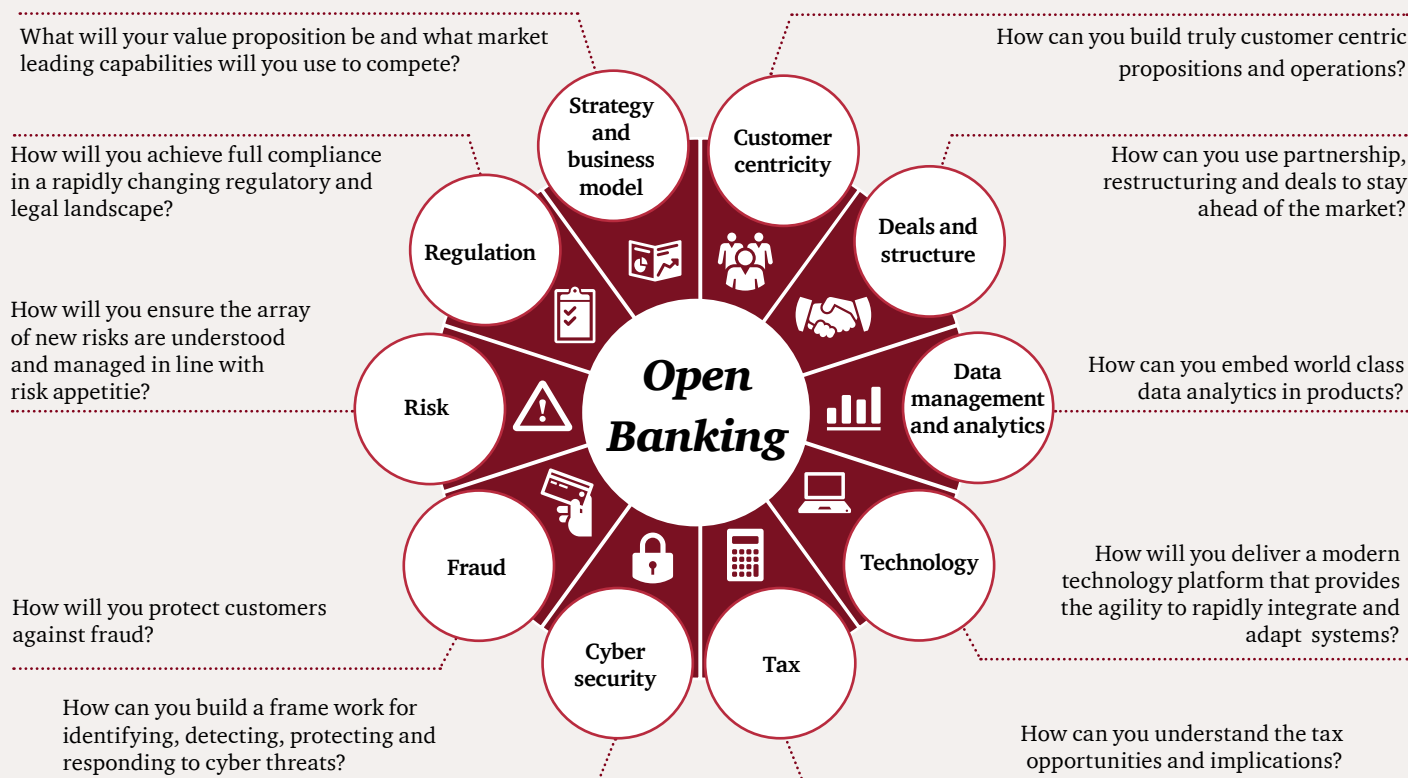 What will your value proposition be and what market
leading capabilities will you use to compete?
How can you build truly customer centric
propositions and operations?
Strategy
and
business
model
Customer
centricity
How will you achieve full compliance
in a rapidly changing regulatory and
legal landscape?
How can you use partnership,
restructuring and deals to stay
ahead of the market?
Regulation
Deals and
structure
How will you ensure the array
of new risks are understood
and managed in line with
risk appetitie?
Risk
Open
Banking
Data
management
and analytics
How can you embed world class
data analytics in products?
How will you protect customers
against fraud?
Fraud
Technology
How will you deliver a modern
technology platform that provides
the agility to rapidly integrate and
adapt systems?
Cyber
security
Tax
How can you build a frame work for
identifying, detecting, protecting and
responding to cyber threats?
How can you understand the tax
opportunities and implications?